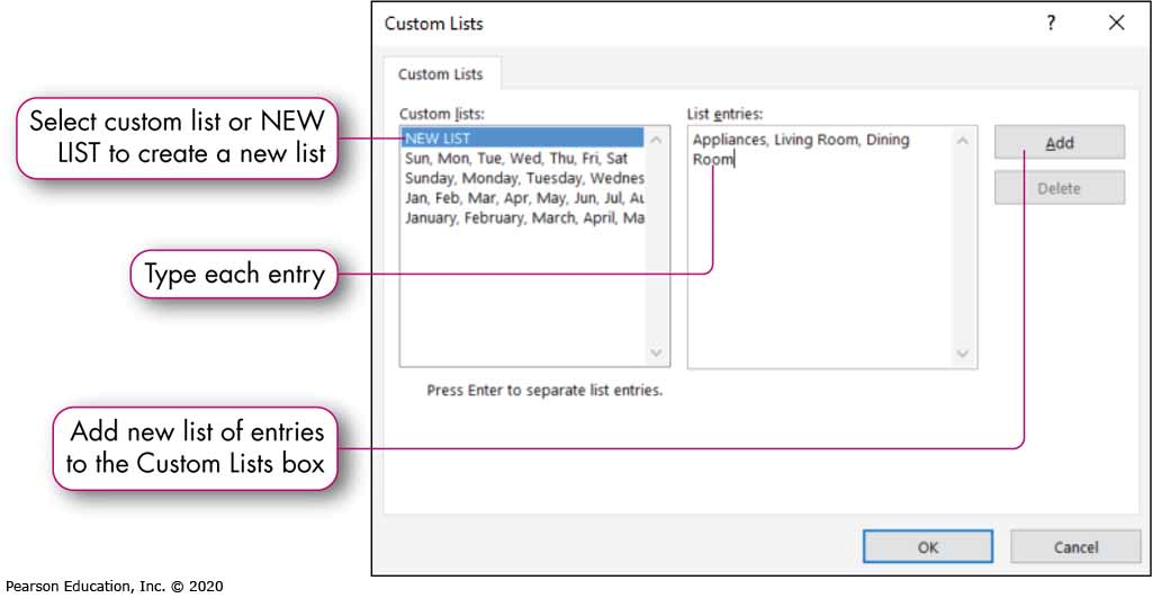 Custom Lists
?
Custom Lists
Select custom list or NEW
LIST to create a new list
Custom lists:
NEW LIST
Sun, Mon, Tue, Wed, Thu, Fri, Sat
Sunday, Monday, Tuesday, Wednes
Jan, Feb, Mar, Apr, May, Jun, Jul, Au
January, February, March, April, Ma
List entries:
Appliances, Living Room, Dining
Room
Add
Delete
Type each entry
Press Enter to separate list entries.
Add new list of entries
to the Custom Lists box
OK
Cancel
Pearson Education, Inc. © 2020